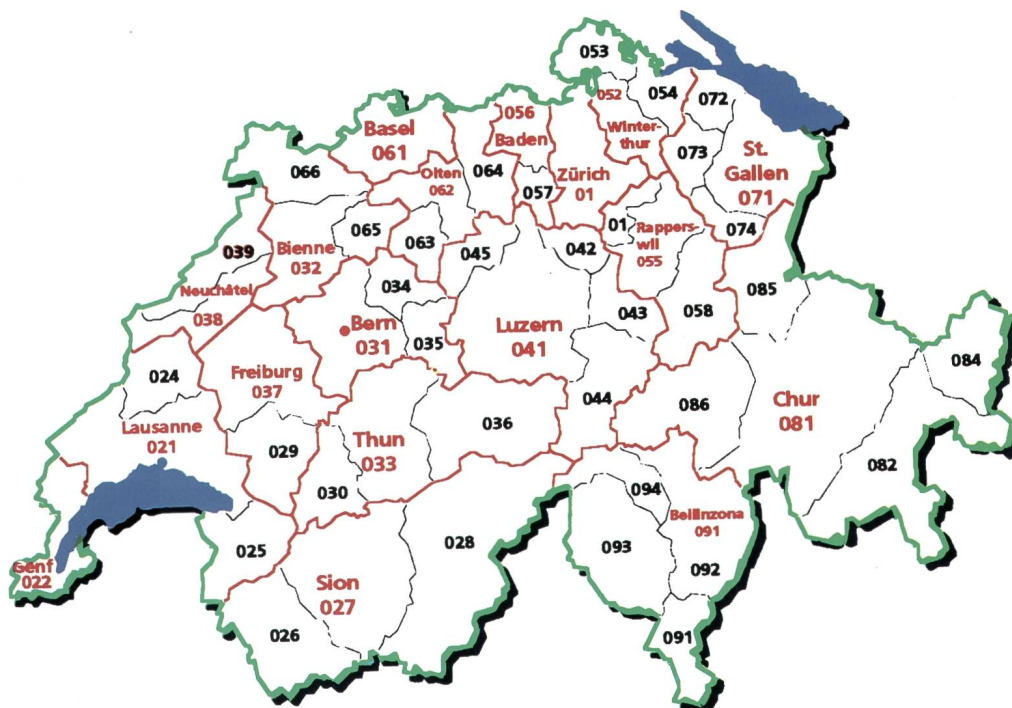 053
052
054
072
056
Baden
Basel
061
Winter-
thur
073
St.
Gallen
071
066
Olten
062
064
057
Zürich
01
065
063
01
Rappers-
wil
055
074
039
Bienne
032
045
042
034
085
Neuchâtel
038
Bern
031
035
Luzern
041
043
058
084
024
Freiburg
037
044
086
Chur
081
036
Lausanne
021
029
Thun
033
082
030
094
Bellinzona
091
025
028
093
092
Genf
022
Sion
027
026
091